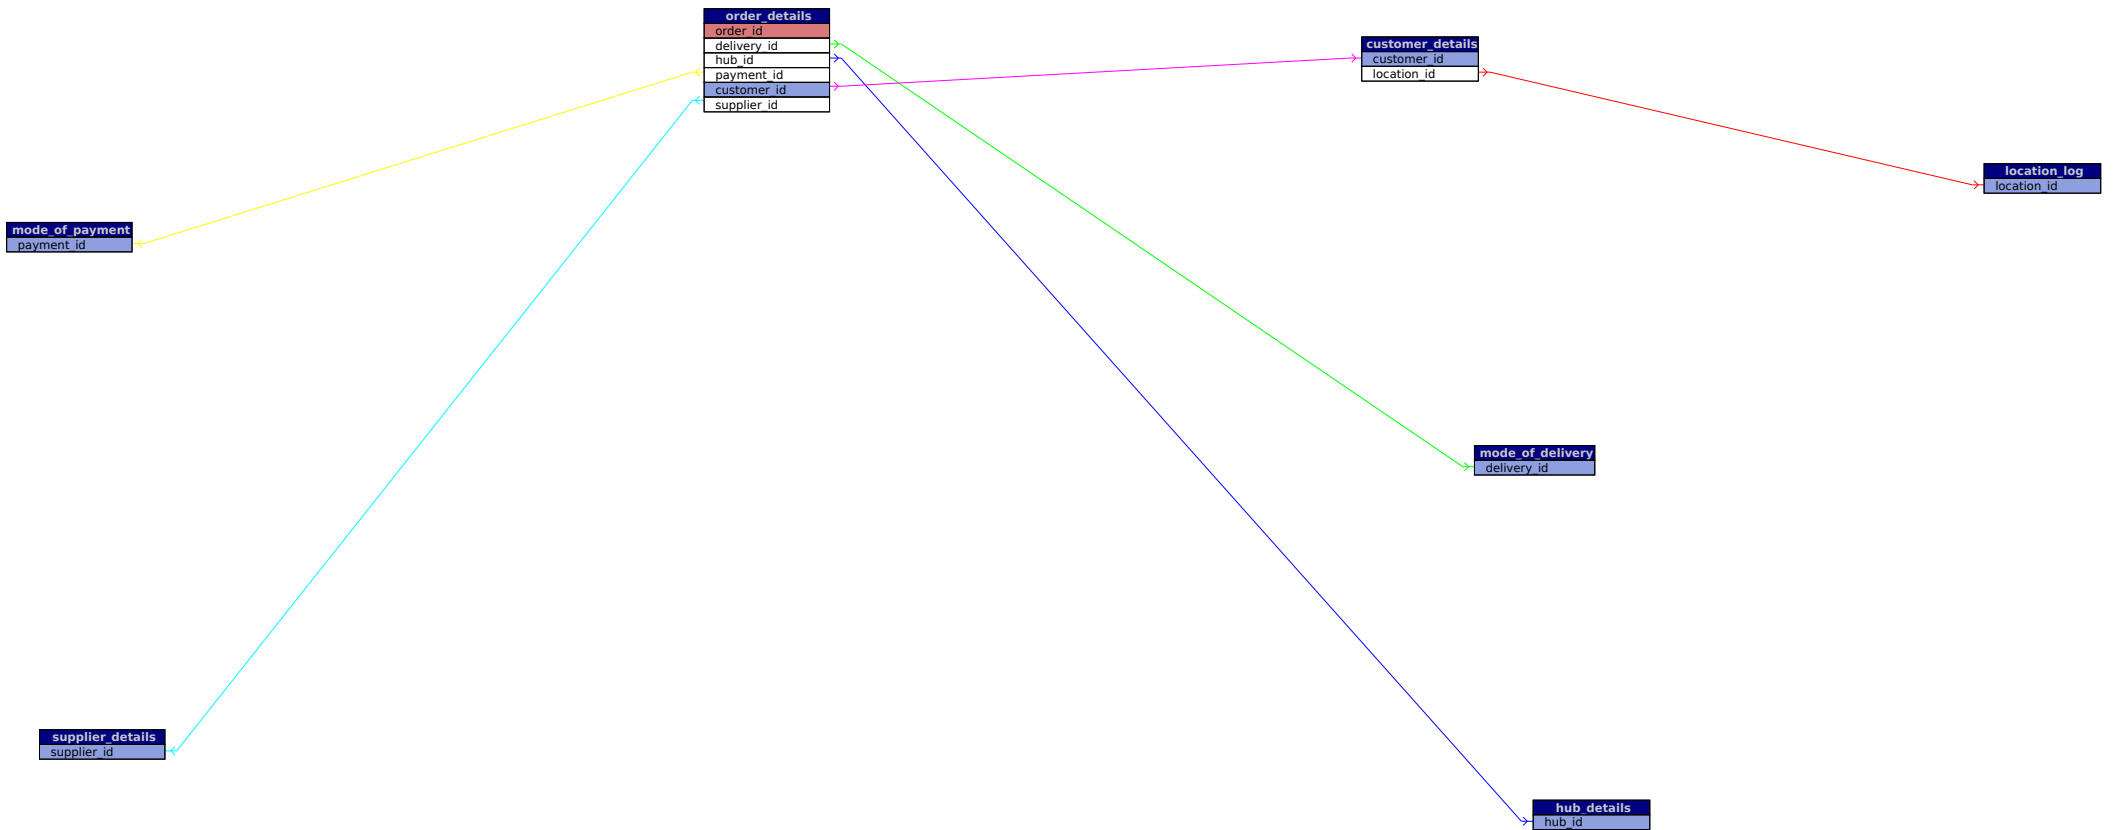 order_details
order_id
delivery_id
hub_id
payment_id
customer_id
supplier_id
customer_details
customer_id
location_id
location_log
location_id
mode_of_payment
payment_id
mode_of_delivery
delivery_id
supplier_details
supplier_id
hub_details
hub_id